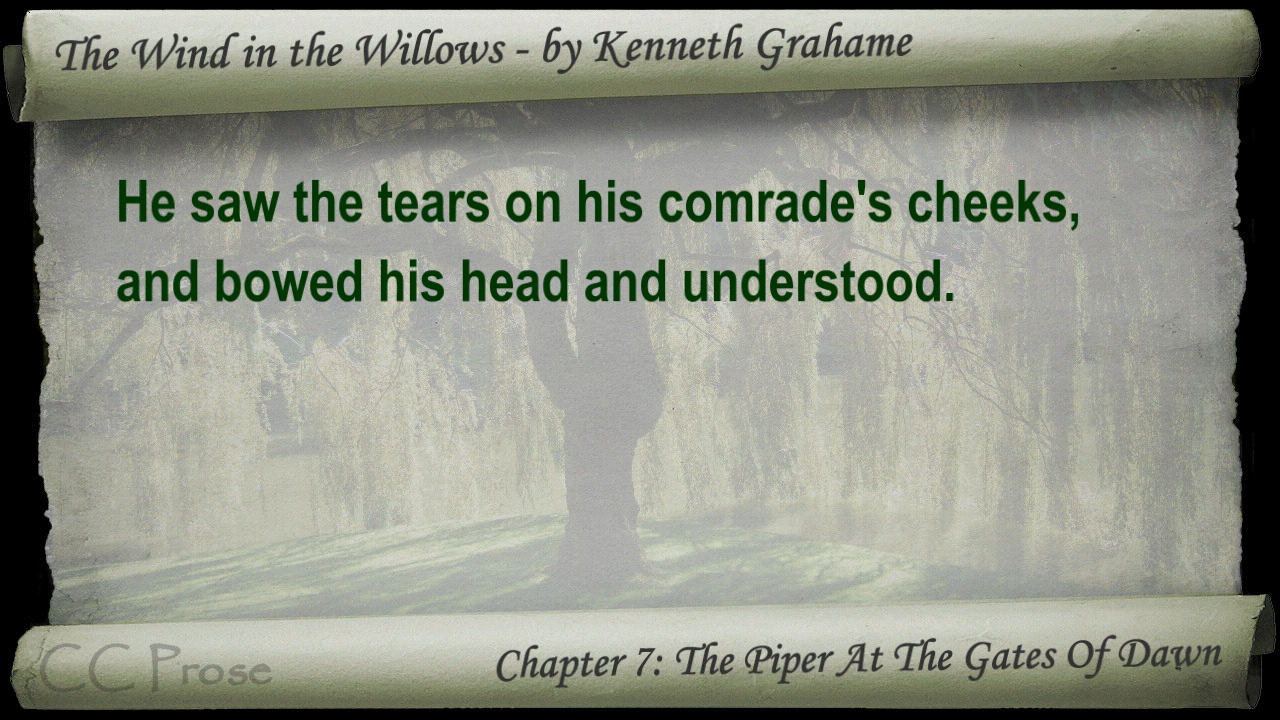 The Wind in the Willows - by Kenneth Grahame
He saw the tears on his comrade's cheeks,
and bowed his head and understood.
CC Prose
Chapter 7: The Piper At The Gates Of Dawn